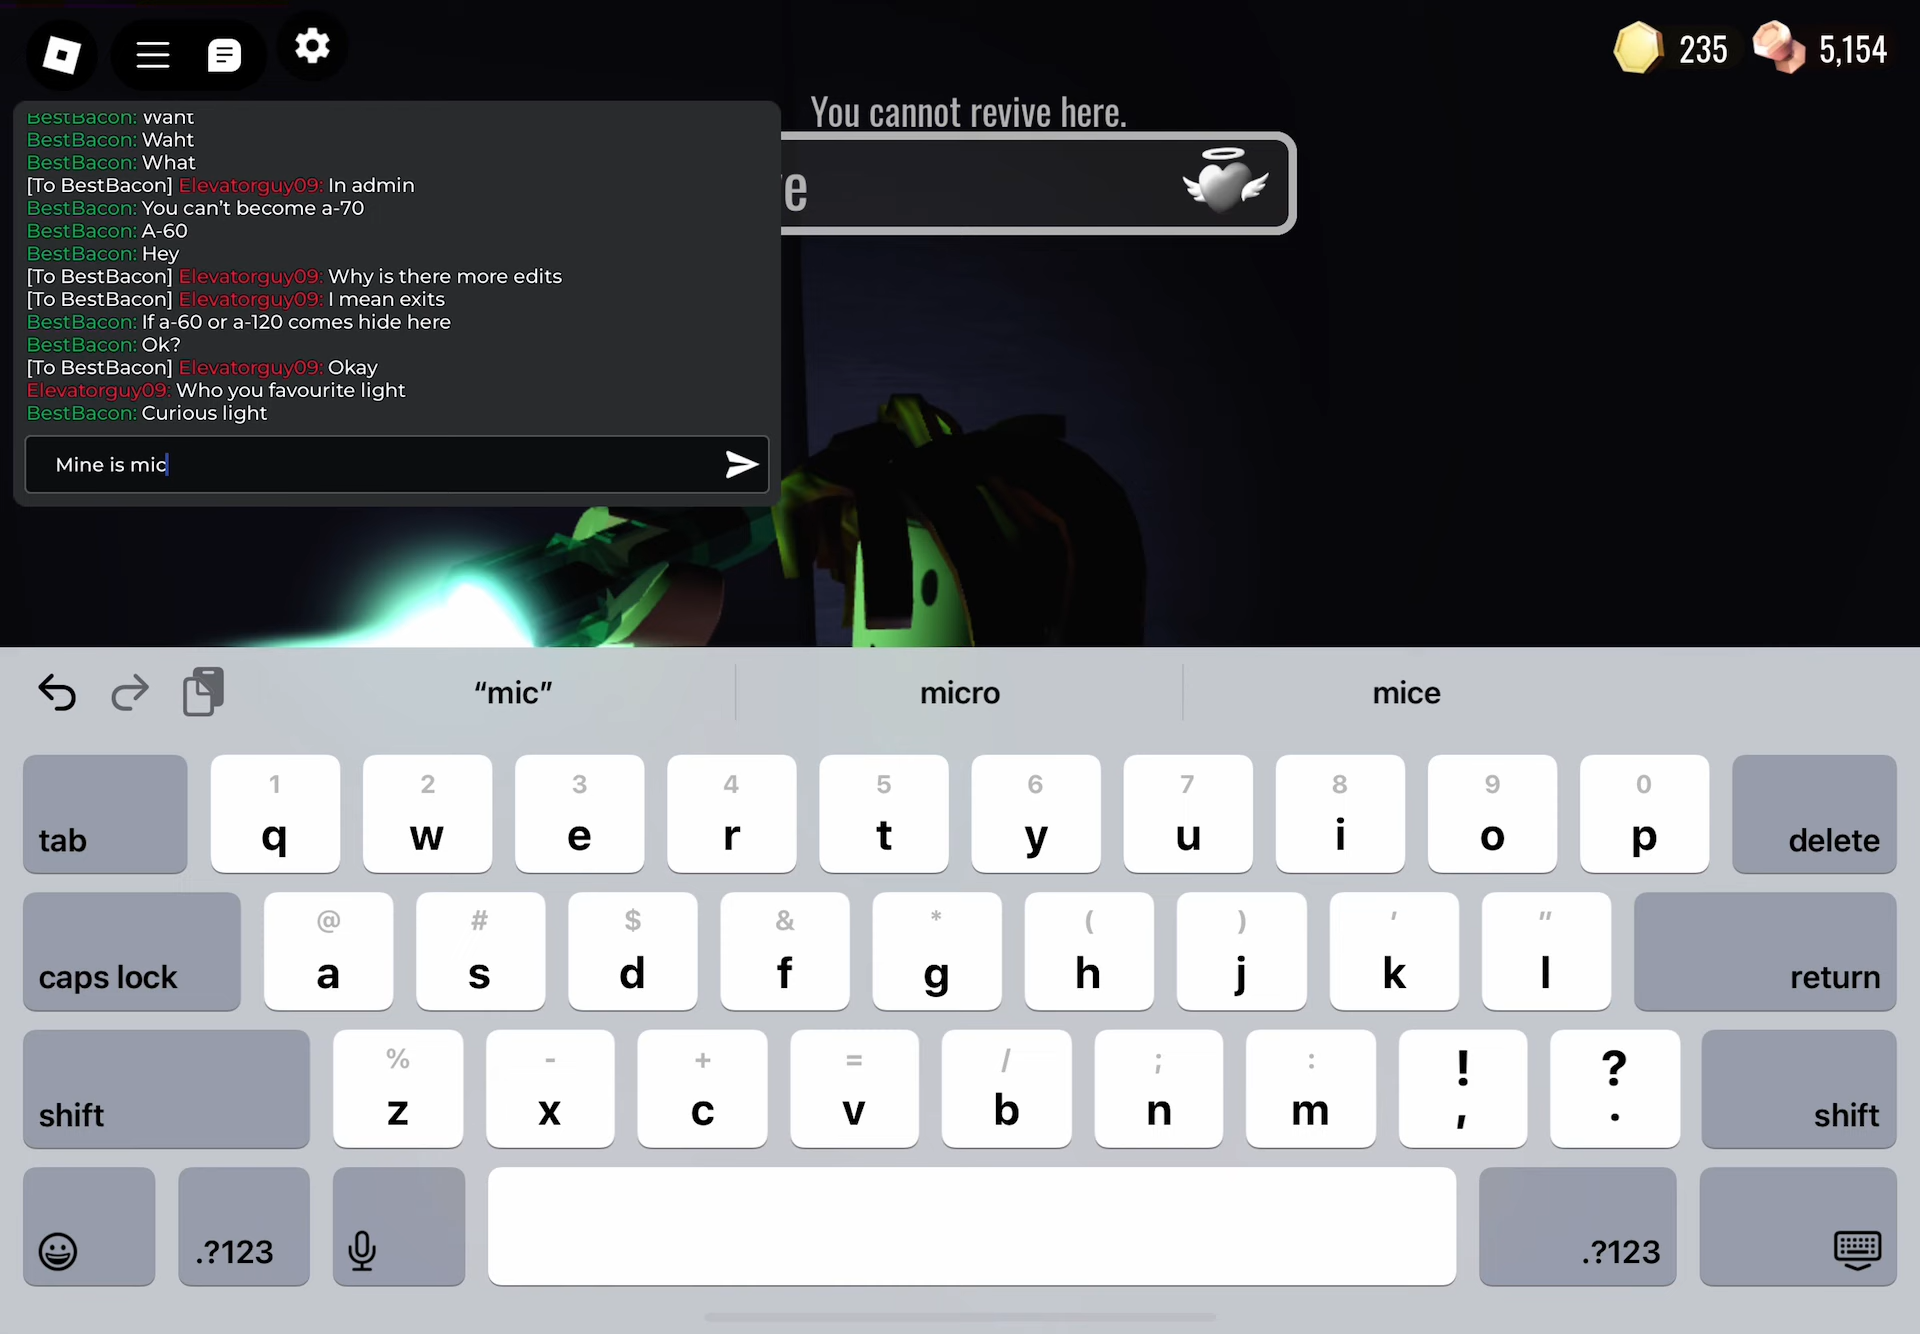 235
5,154
You cannot revive here.
BestBacon: Want
BestBacon: Waht
BestBacon: What
[To BestBacon] Elevatorguy09: In admin
BestBacon: You can't become a-70
BestBacon: A-60
BestBacon: Hey
[To BestBacon] Elevatorguy09: Why is there more edits
[To BestBacon] Elevatorguy09: I mean exits
BestBacon: If a-60 or a-120 comes hide here
BestBacon: Ok?
[To BestBacon] Elevatorguy09: Okay
Elevatorguy09: Who you favourite light
BestBacon: Curious light
Mine is mic
“mic” micro mice
1 2 3 4 5 6 7 8 9 0
tab q w e r t y u i o p delete
@ # $ & * ( ) ' "
caps lock a s d f g h j k l return
% - + = / ; : ! ?
shift z x c v b n m , . shift
.?123 .?123